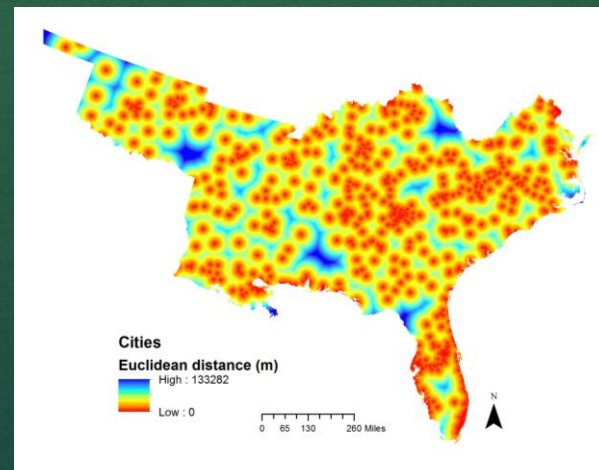 Cities
Euclidean distance (m)
High : 133282
Low : 0
0 65 130 260 Miles
N